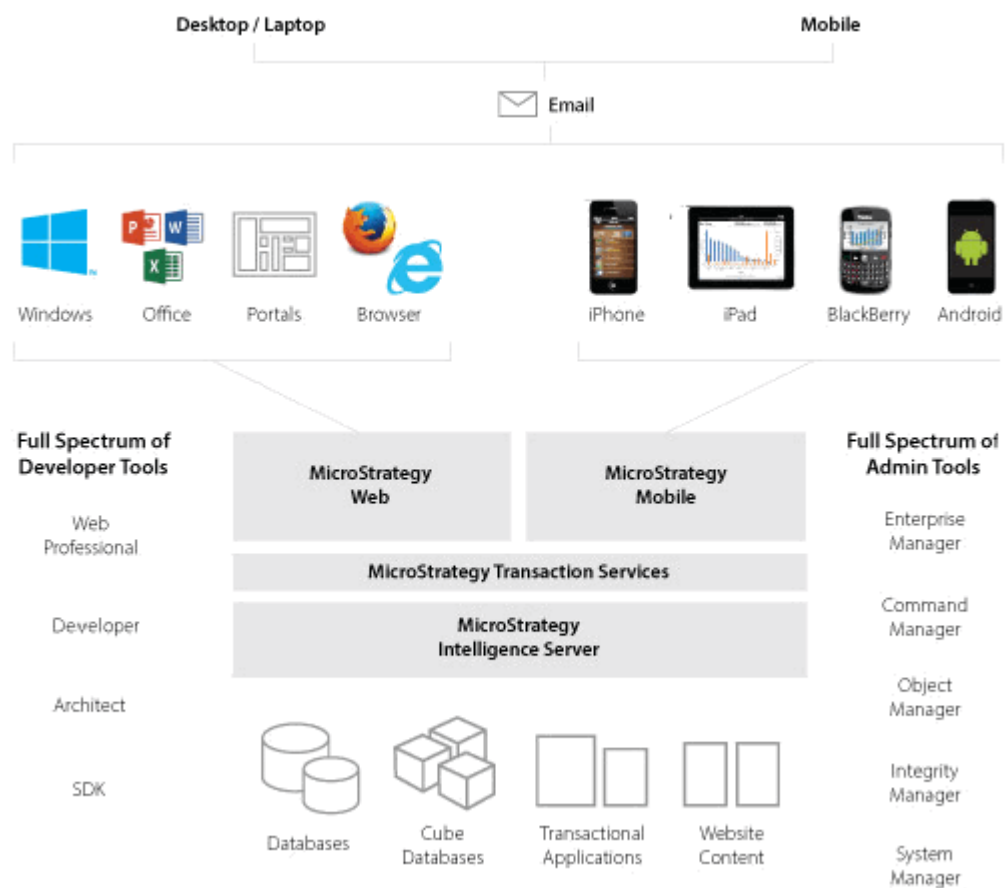 Desktop / Laptop
Mobile
Email
P
W
X
Windows
Office
Portals
Browser
iPhone
iPad
BlackBerry
Android
Full Spectrum of
Developer Tools
Web
Professional
Developer
Architect
SDK
MicroStrategy
Web
MicroStrategy
Mobile
MicroStrategy Transaction Services
MicroStrategy
Intelligence Server
Databases
Cube
Databases
Transactional
Applications
Website
Content
Full Spectrum of
Admin Tools
Enterprise
Manager
Command
Manager
Object
Manager
Integrity
Manager
System
Manager